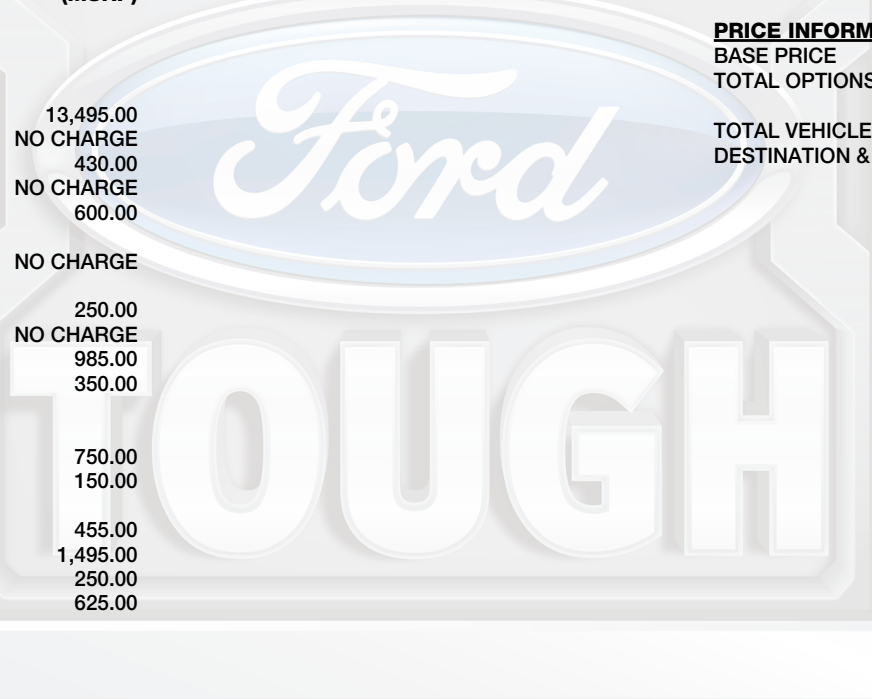 (MSRP)
13,495.00
NO CHARGE
430.00
NO CHARGE
600.00
NO CHARGE
250.00
NO CHARGE
985.00
350.00
750.00
150.00
455.00
1,495.00
250.00
625.00
PRICE INFORM
BASE PRICE
TOTAL OPTIONS
TOTAL VEHICLE
DESTINATION &
Ford
TOUGH